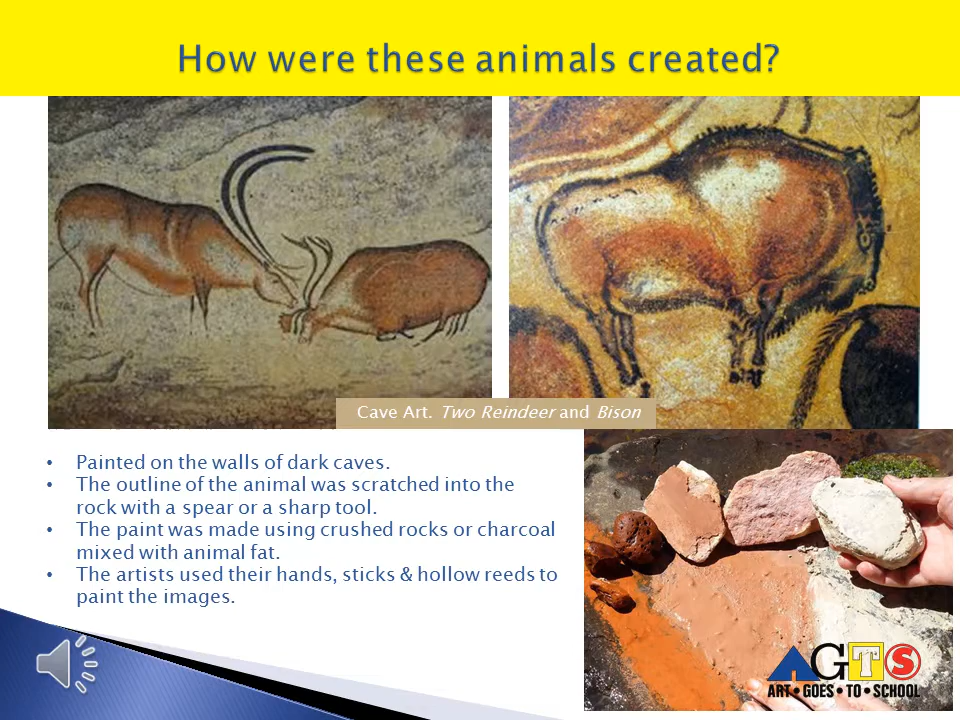 How were these animals created?
Cave Art. Two Reindeer and Bison
• Painted on the walls of dark caves.
• The outline of the animal was scratched into the
rock with a spear or a sharp tool.
• The paint was made using crushed rocks or charcoal
mixed with animal fat.
• The artists used their hands, sticks & hollow reeds to
paint the images.
AGTS
ART•GOES•TO•SCHOOL